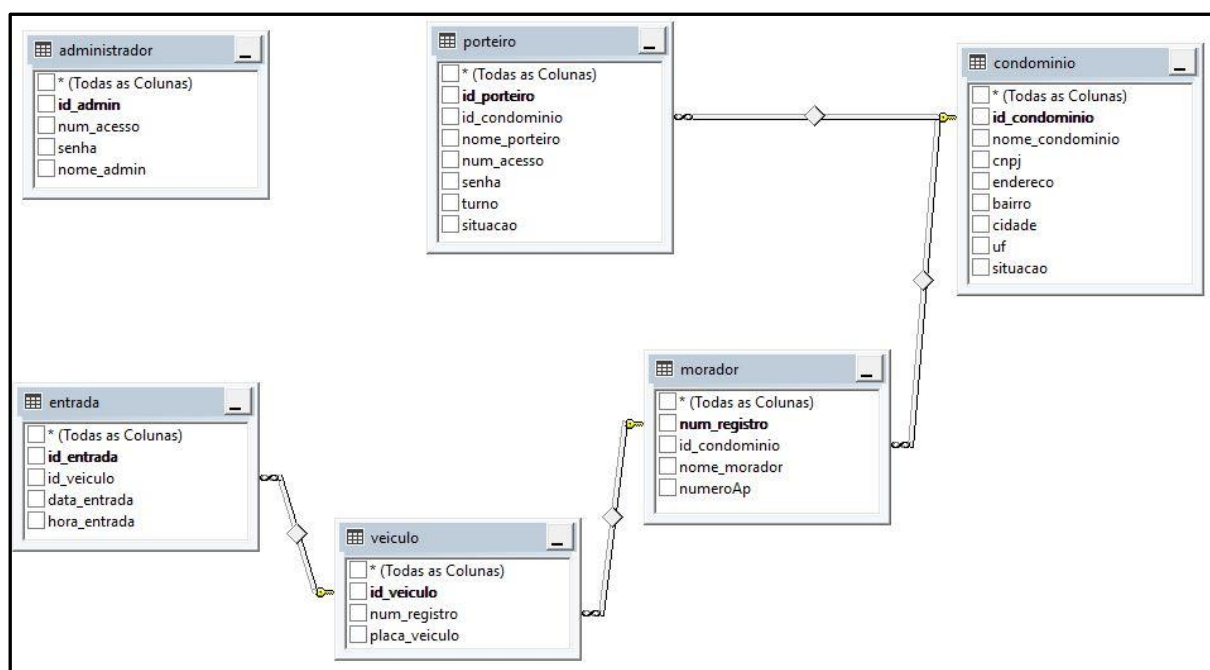 administrador
* (Todas as Colunas)
id_admin
num_acesso
senha
nome_admin
porteiro
* (Todas as Colunas)
id_porteiro
id_condominio
nome_porteiro
num_acesso
senha
turno
situacao
condominio
* (Todas as Colunas)
id_condominio
nome_condominio
cnpj
endereco
bairro
cidade
uf
situacao
entrada
* (Todas as Colunas)
id_entrada
id_veiculo
data_entrada
hora_entrada
veiculo
* (Todas as Colunas)
id_veiculo
num_registro
placa_veiculo
morador
* (Todas as Colunas)
num_registro
id_condominio
nome_morador
numeroAp